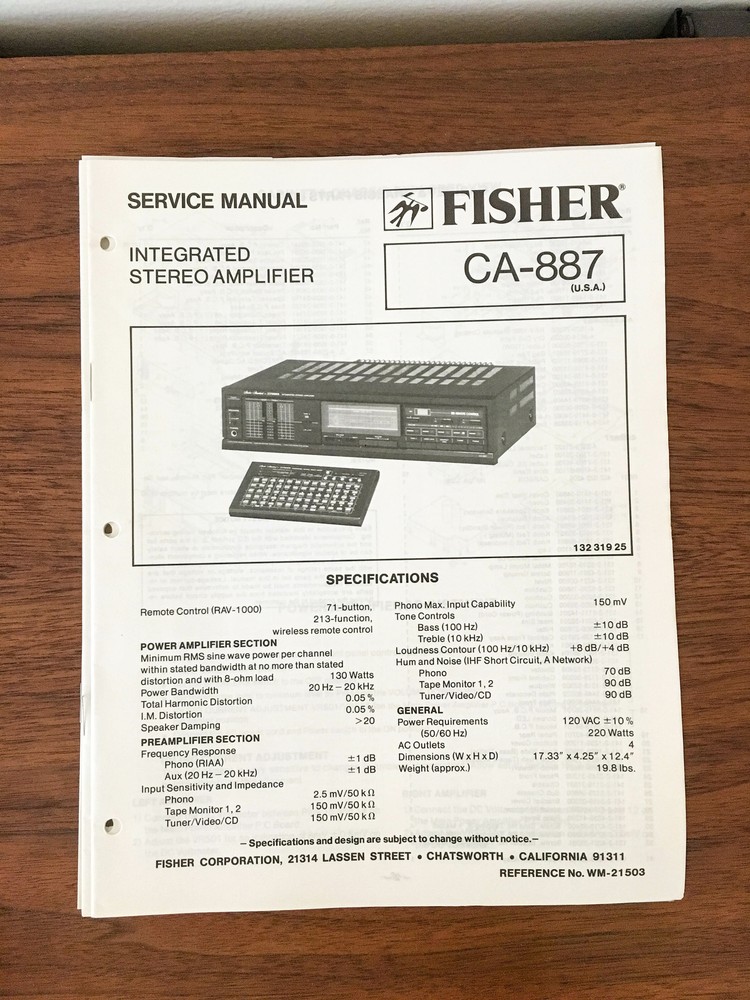 SERVICE MANUAL
FISHER®
INTEGRATED
STEREO AMPLIFIER
CA-887
(U.S.A.)
132 319 25
SPECIFICATIONS
Remote Control (RAV-1000) 71-button,
213-function,
wireless remote control
POWER AMPLIFIER SECTION
Minimum RMS sine wave power per channel
within stated bandwidth at no more than stated
distortion and with 8-ohm load 130 Watts
Power Bandwidth 20 Hz – 20 kHz
Total Harmonic Distortion 0.05 %
I.M. Distortion 0.05 %
Speaker Damping >20
PREAMPLIFIER SECTION
Frequency Response
Phono (RIAA) ±1 dB
Aux (20 Hz – 20 kHz) ±1 dB
Input Sensitivity and Impedance
Phono 2.5 mV/50 kΩ
Tape Monitor 1, 2 150 mV/50 kΩ
Tuner/Video/CD 150 mV/50 kΩ
Phono Max. Input Capability 150 mV
Tone Controls
Bass (100 Hz) ±10 dB
Treble (10 kHz) ±10 dB
Loudness Contour (100 Hz/10 kHz) +8 dB/+4 dB
Hum and Noise (IHF Short Circuit, A Network)
Phono 70 dB
Tape Monitor 1, 2 90 dB
Tuner/Video/CD 90 dB
GENERAL
Power Requirements 120 VAC ±10 %
(50/60 Hz) 220 Watts
AC Outlets 4
Dimensions (W x H x D) 17.33″ x 4.25″ x 12.4″
Weight (approx.) 19.8 lbs.
– Specifications and design are subject to change without notice. –
FISHER CORPORATION, 21314 LASSEN STREET • CHATSWORTH • CALIFORNIA 91311
REFERENCE No. WM-21503